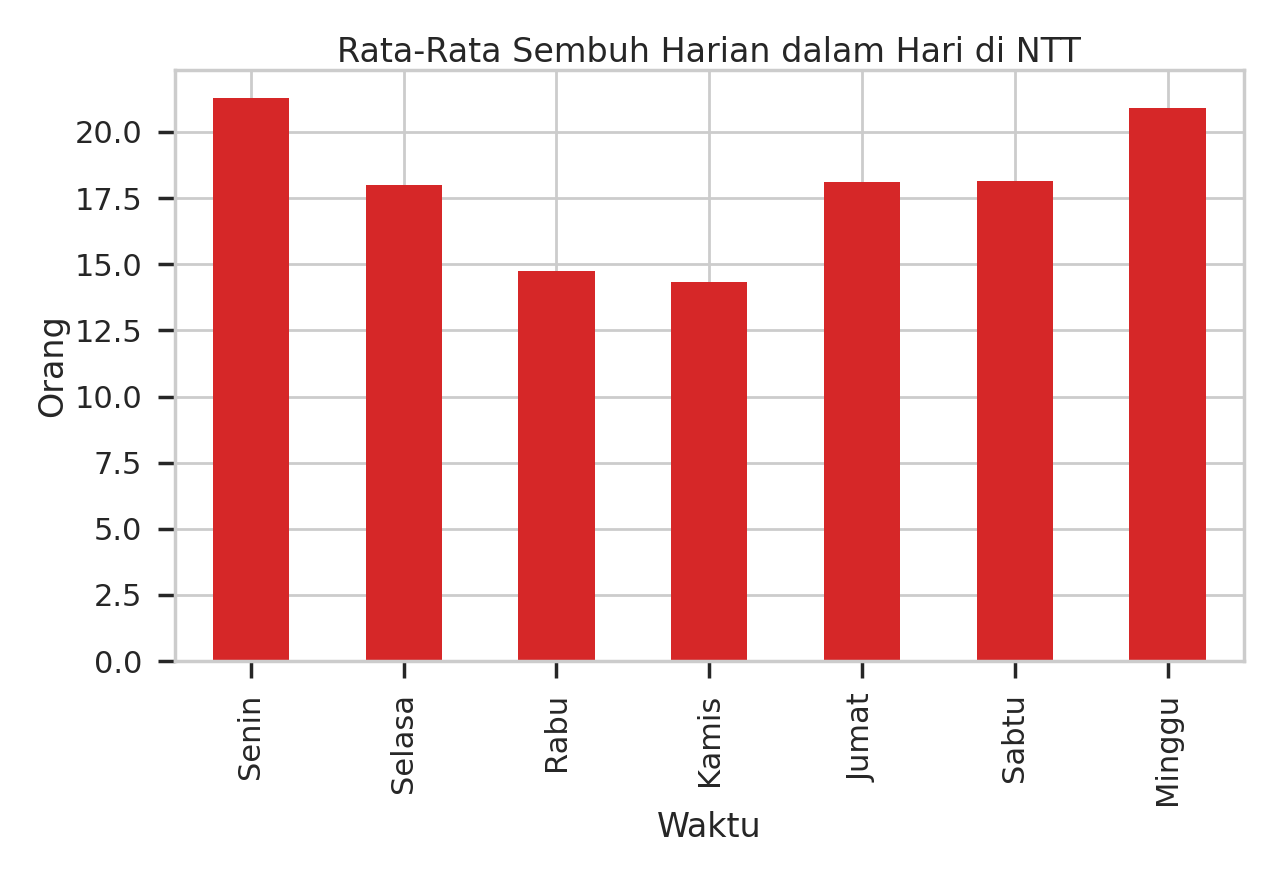 Rata-Rata Sembuh Harian dalam Hari di NTT
Orang
20.0
17.5
15.0
12.5
10.0
7.5
5.0
2.5
0.0
Senin
Selasa
Rabu
Kamis
Jumat
Sabtu
Minggu
Waktu